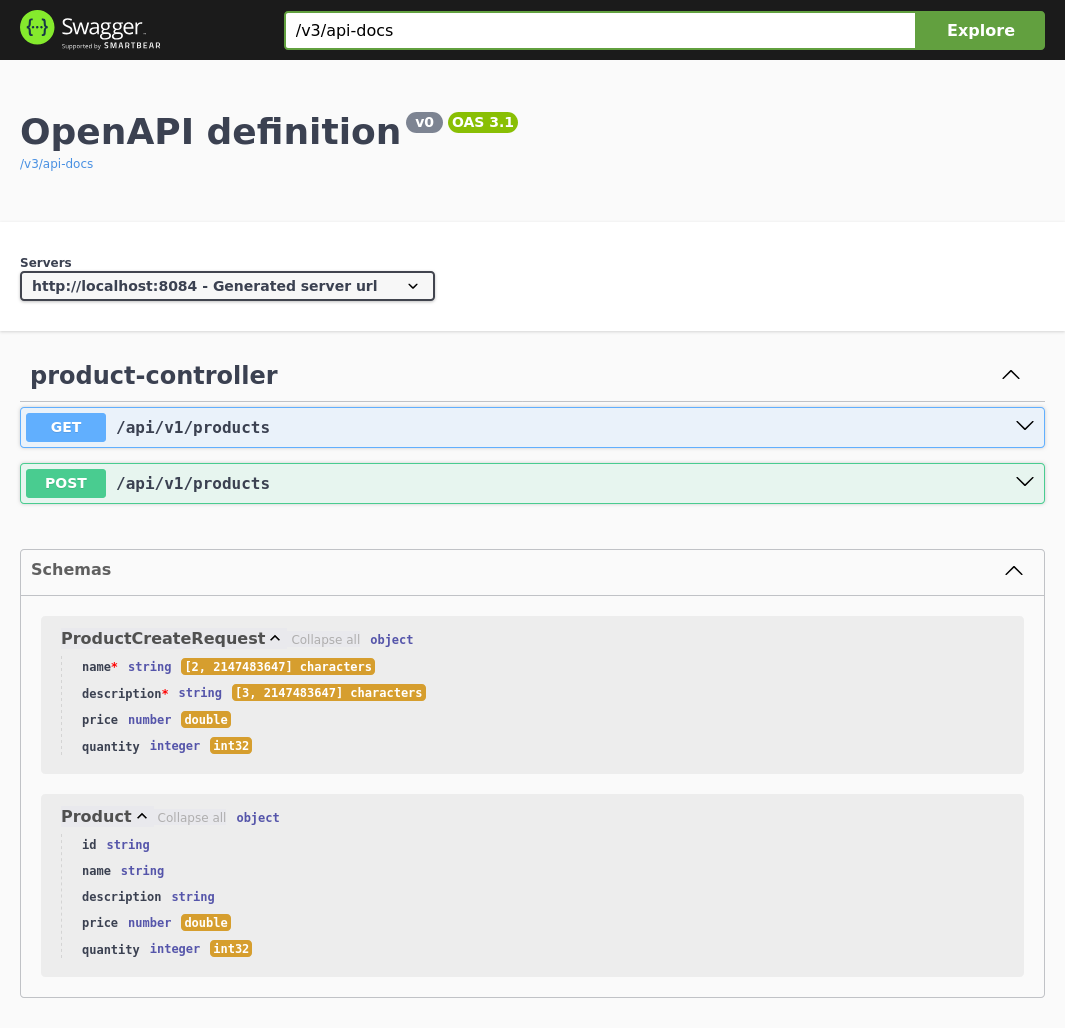 Swagger.
Supported by SMARTBEAR
/v3/api-docs
Explore
OpenAPI definition v0 OAS 3.1
/v3/api-docs
Servers
http://localhost:8084 - Generated server url
product-controller
GET /api/v1/products
POST /api/v1/products
Schemas
ProductCreateRequest Collapse all object
name* string [2, 2147483647] characters
description* string [3, 2147483647] characters
price number double
quantity integer int32
Product Collapse all object
id string
name string
description string
price number double
quantity integer int32